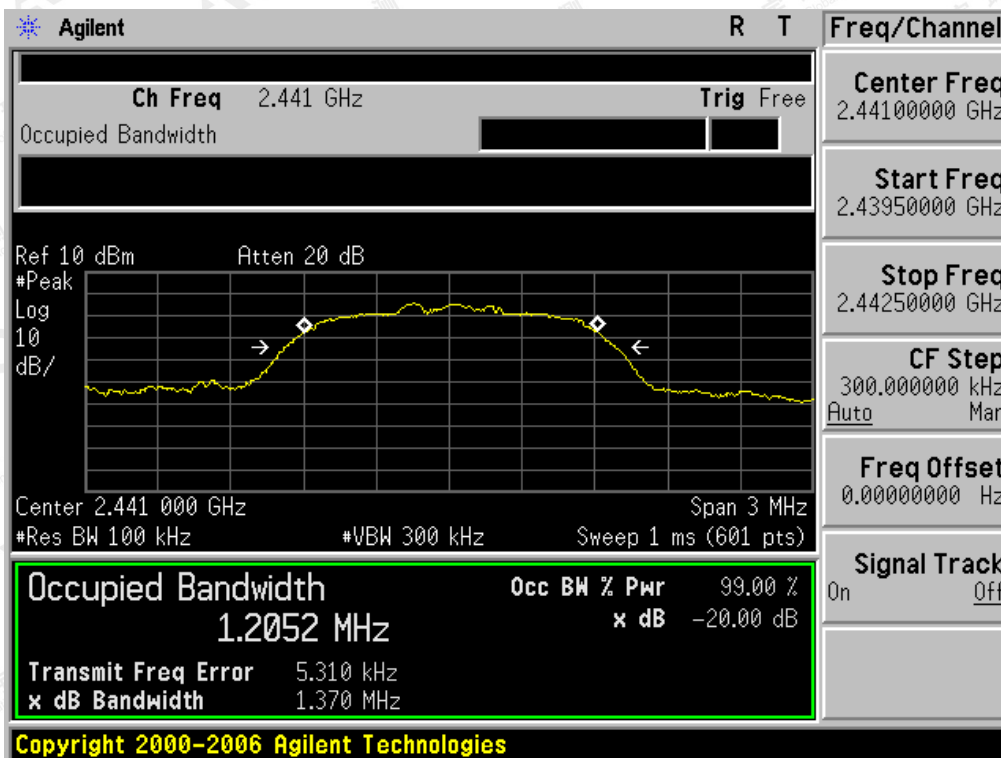 Agilent
R T
Freq/Channel
Ch Freq 2.441 GHz
Trig Free
Occupied Bandwidth
Center Freq
2.44100000 GHz
Start Freq
2.43950000 GHz
Stop Freq
2.44250000 GHz
CF Step
300.000000 kHz
Auto Man
Freq Offset
0.00000000 Hz
Signal Track
On Off
Ref 10 dBm
Atten 20 dB
#Peak
Log
10
dB/
Center 2.441 000 GHz
Span 3 MHz
#Res BW 100 kHz
#VBW 300 kHz
Sweep 1 ms (601 pts)
Occupied Bandwidth
1.2052 MHz
Occ BW % Pwr 99.00 %
x dB -20.00 dB
Transmit Freq Error 5.310 kHz
x dB Bandwidth 1.370 MHz
Copyright 2000-2006 Agilent Technologies